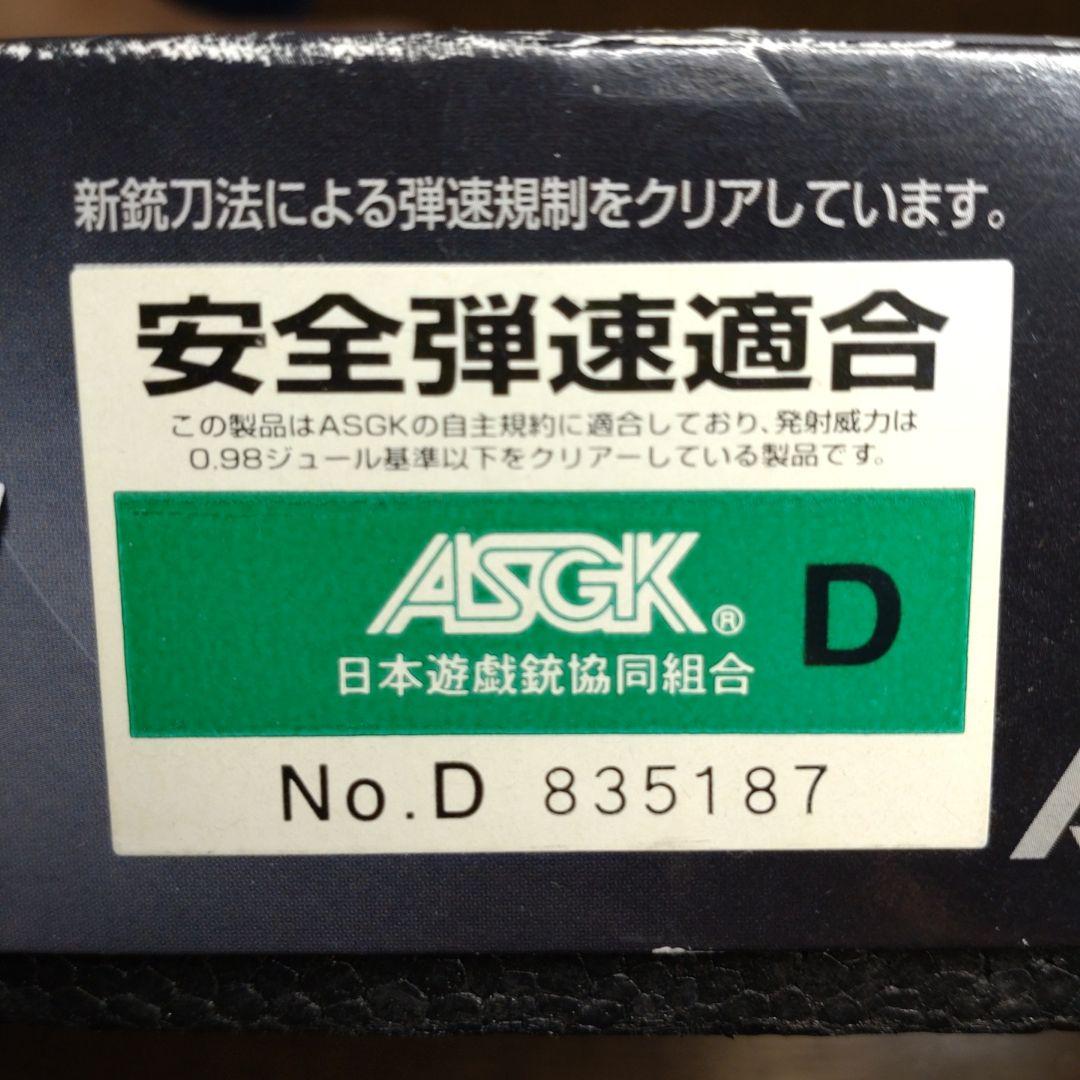 新銃刀法による弾速規制をクリアしています。
安全弾速適合
この製品はASGKの自主規約に適合しており、発射威力は
0.98ジュール基準以下をクリアーしている製品です。
ASGK®
D
日本遊戯銃協同組合
No.D 835187